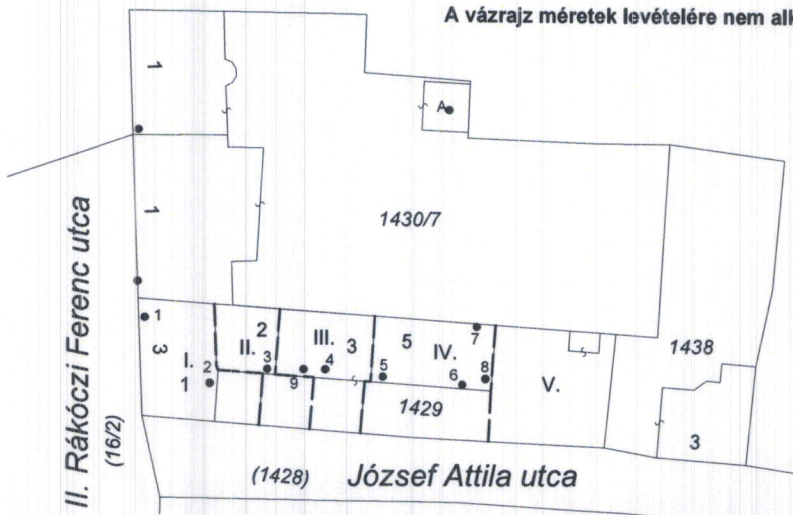 A vázrajz méretek levételére nem alk
1
A
1
1430/7
II. Rákóczi Ferenc utca
(16/2)
1
3
I.
2
1
II.
2
3
III.
3
4
9
5
5
IV.
6
7
8
V.
1429
1438
3
(1428)
József Attila utca